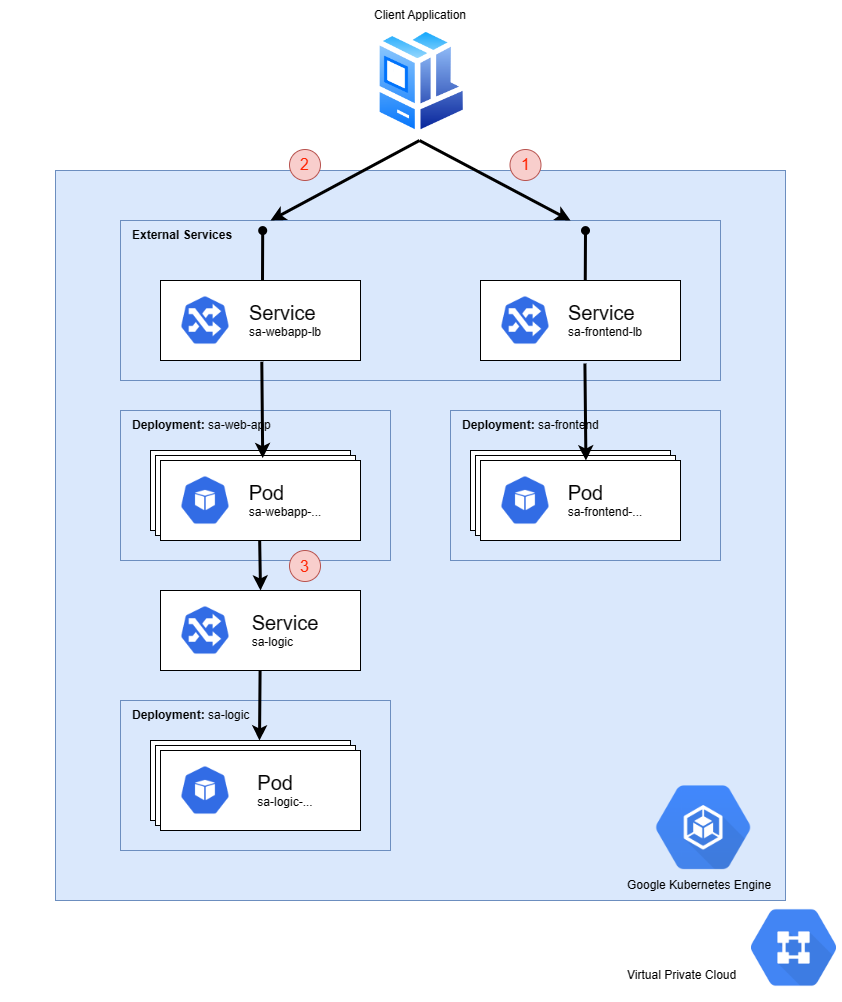 Client Application
2
1
External Services
Service
sa-webapp-lb
Service
sa-frontend-lb
Deployment: sa-web-app
Deployment: sa-frontend
Pod
sa-webapp-...
Pod
sa-frontend-...
3
Service
sa-logic
Deployment: sa-logic
Pod
sa-logic-...
Google Kubernetes Engine
Virtual Private Cloud